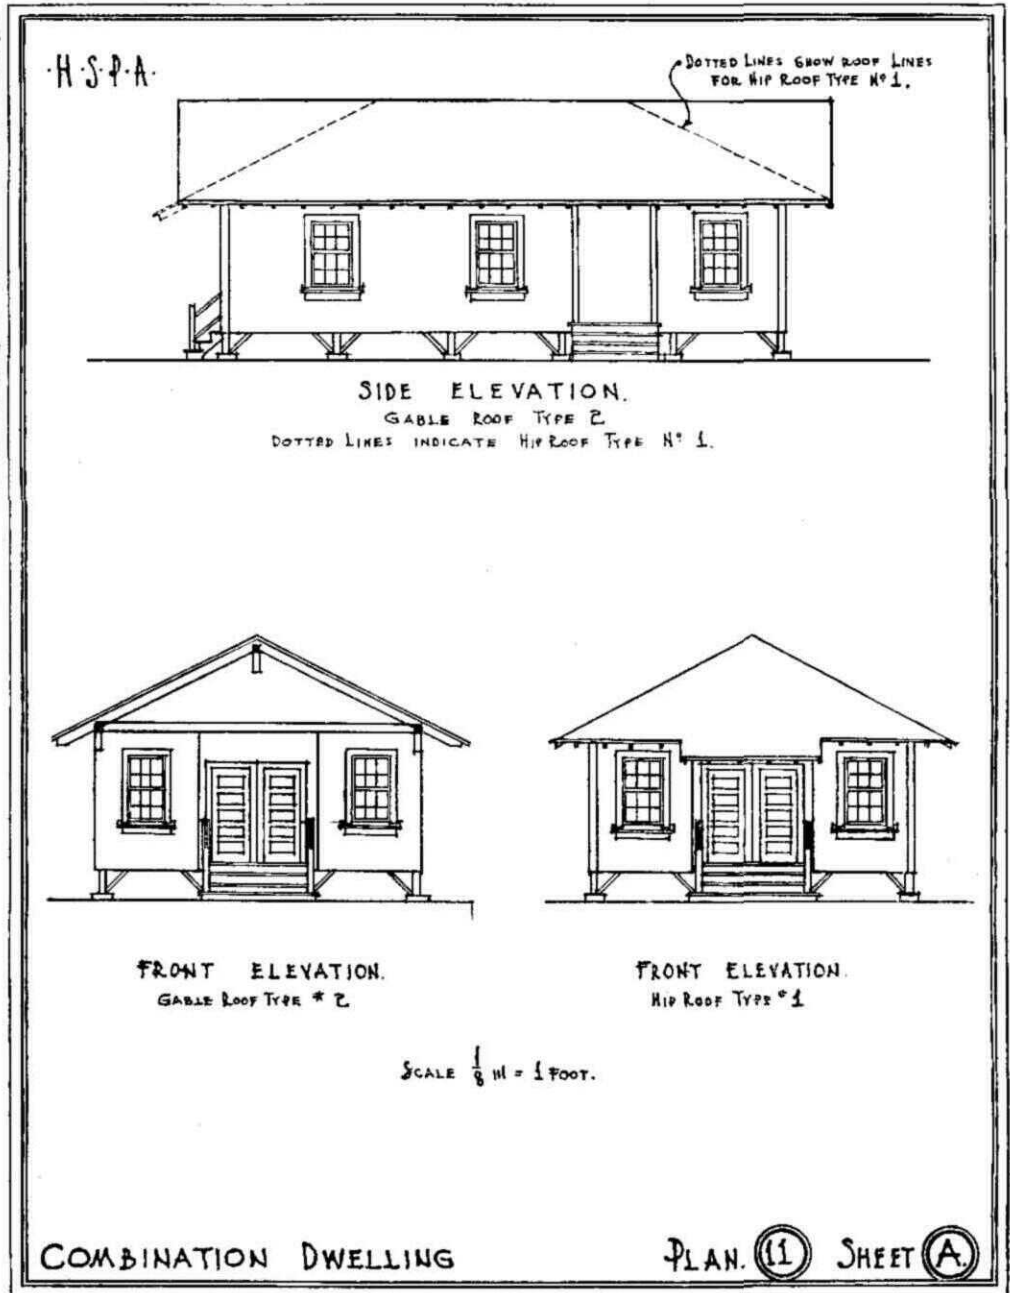 ·H·S·P·A·
DOTTED LINES SHOW ROOF LINES
FOR HIP ROOF TYPE Nº 1.
SIDE ELEVATION.
GABLE ROOF TYPE 2
DOTTED LINES INDICATE HIP ROOF TYPE Nº 1.
FRONT ELEVATION.
GABLE ROOF TYPE # 2
FRONT ELEVATION.
HIP ROOF TYPE # 1
SCALE 1/8 IN = 1 FOOT.
COMBINATION DWELLING
PLAN. 11 SHEET A.